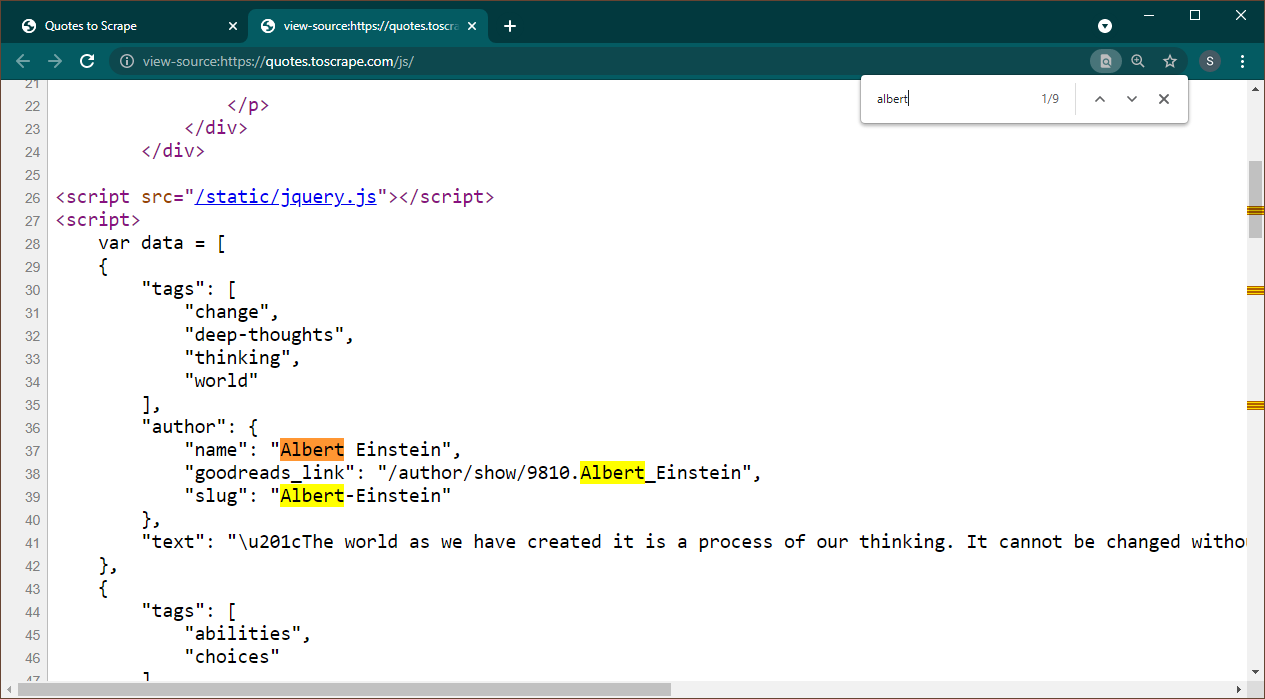 Quotes to Scrape
view-source:https://quotes.toscra
view-source:https://quotes.toscrape.com/js/
S
albert
1/9
21
22 </p>
23 </div>
24 </div>
25
26 <script src="/static/jquery.js"></script>
27 <script>
28 var data = [
29 {
30 "tags": [
31 "change",
32 "deep-thoughts",
33 "thinking",
34 "world"
35 ],
36 "author": {
37 "name": "Albert Einstein",
38 "goodreads_link": "/author/show/9810.Albert_Einstein",
39 "slug": "Albert-Einstein"
40 },
41 "text": "\u201cThe world as we have created it is a process of our thinking. It cannot be changed withou
42 },
43 {
44 "tags": [
45 "abilities",
46 "choices"
47 ]